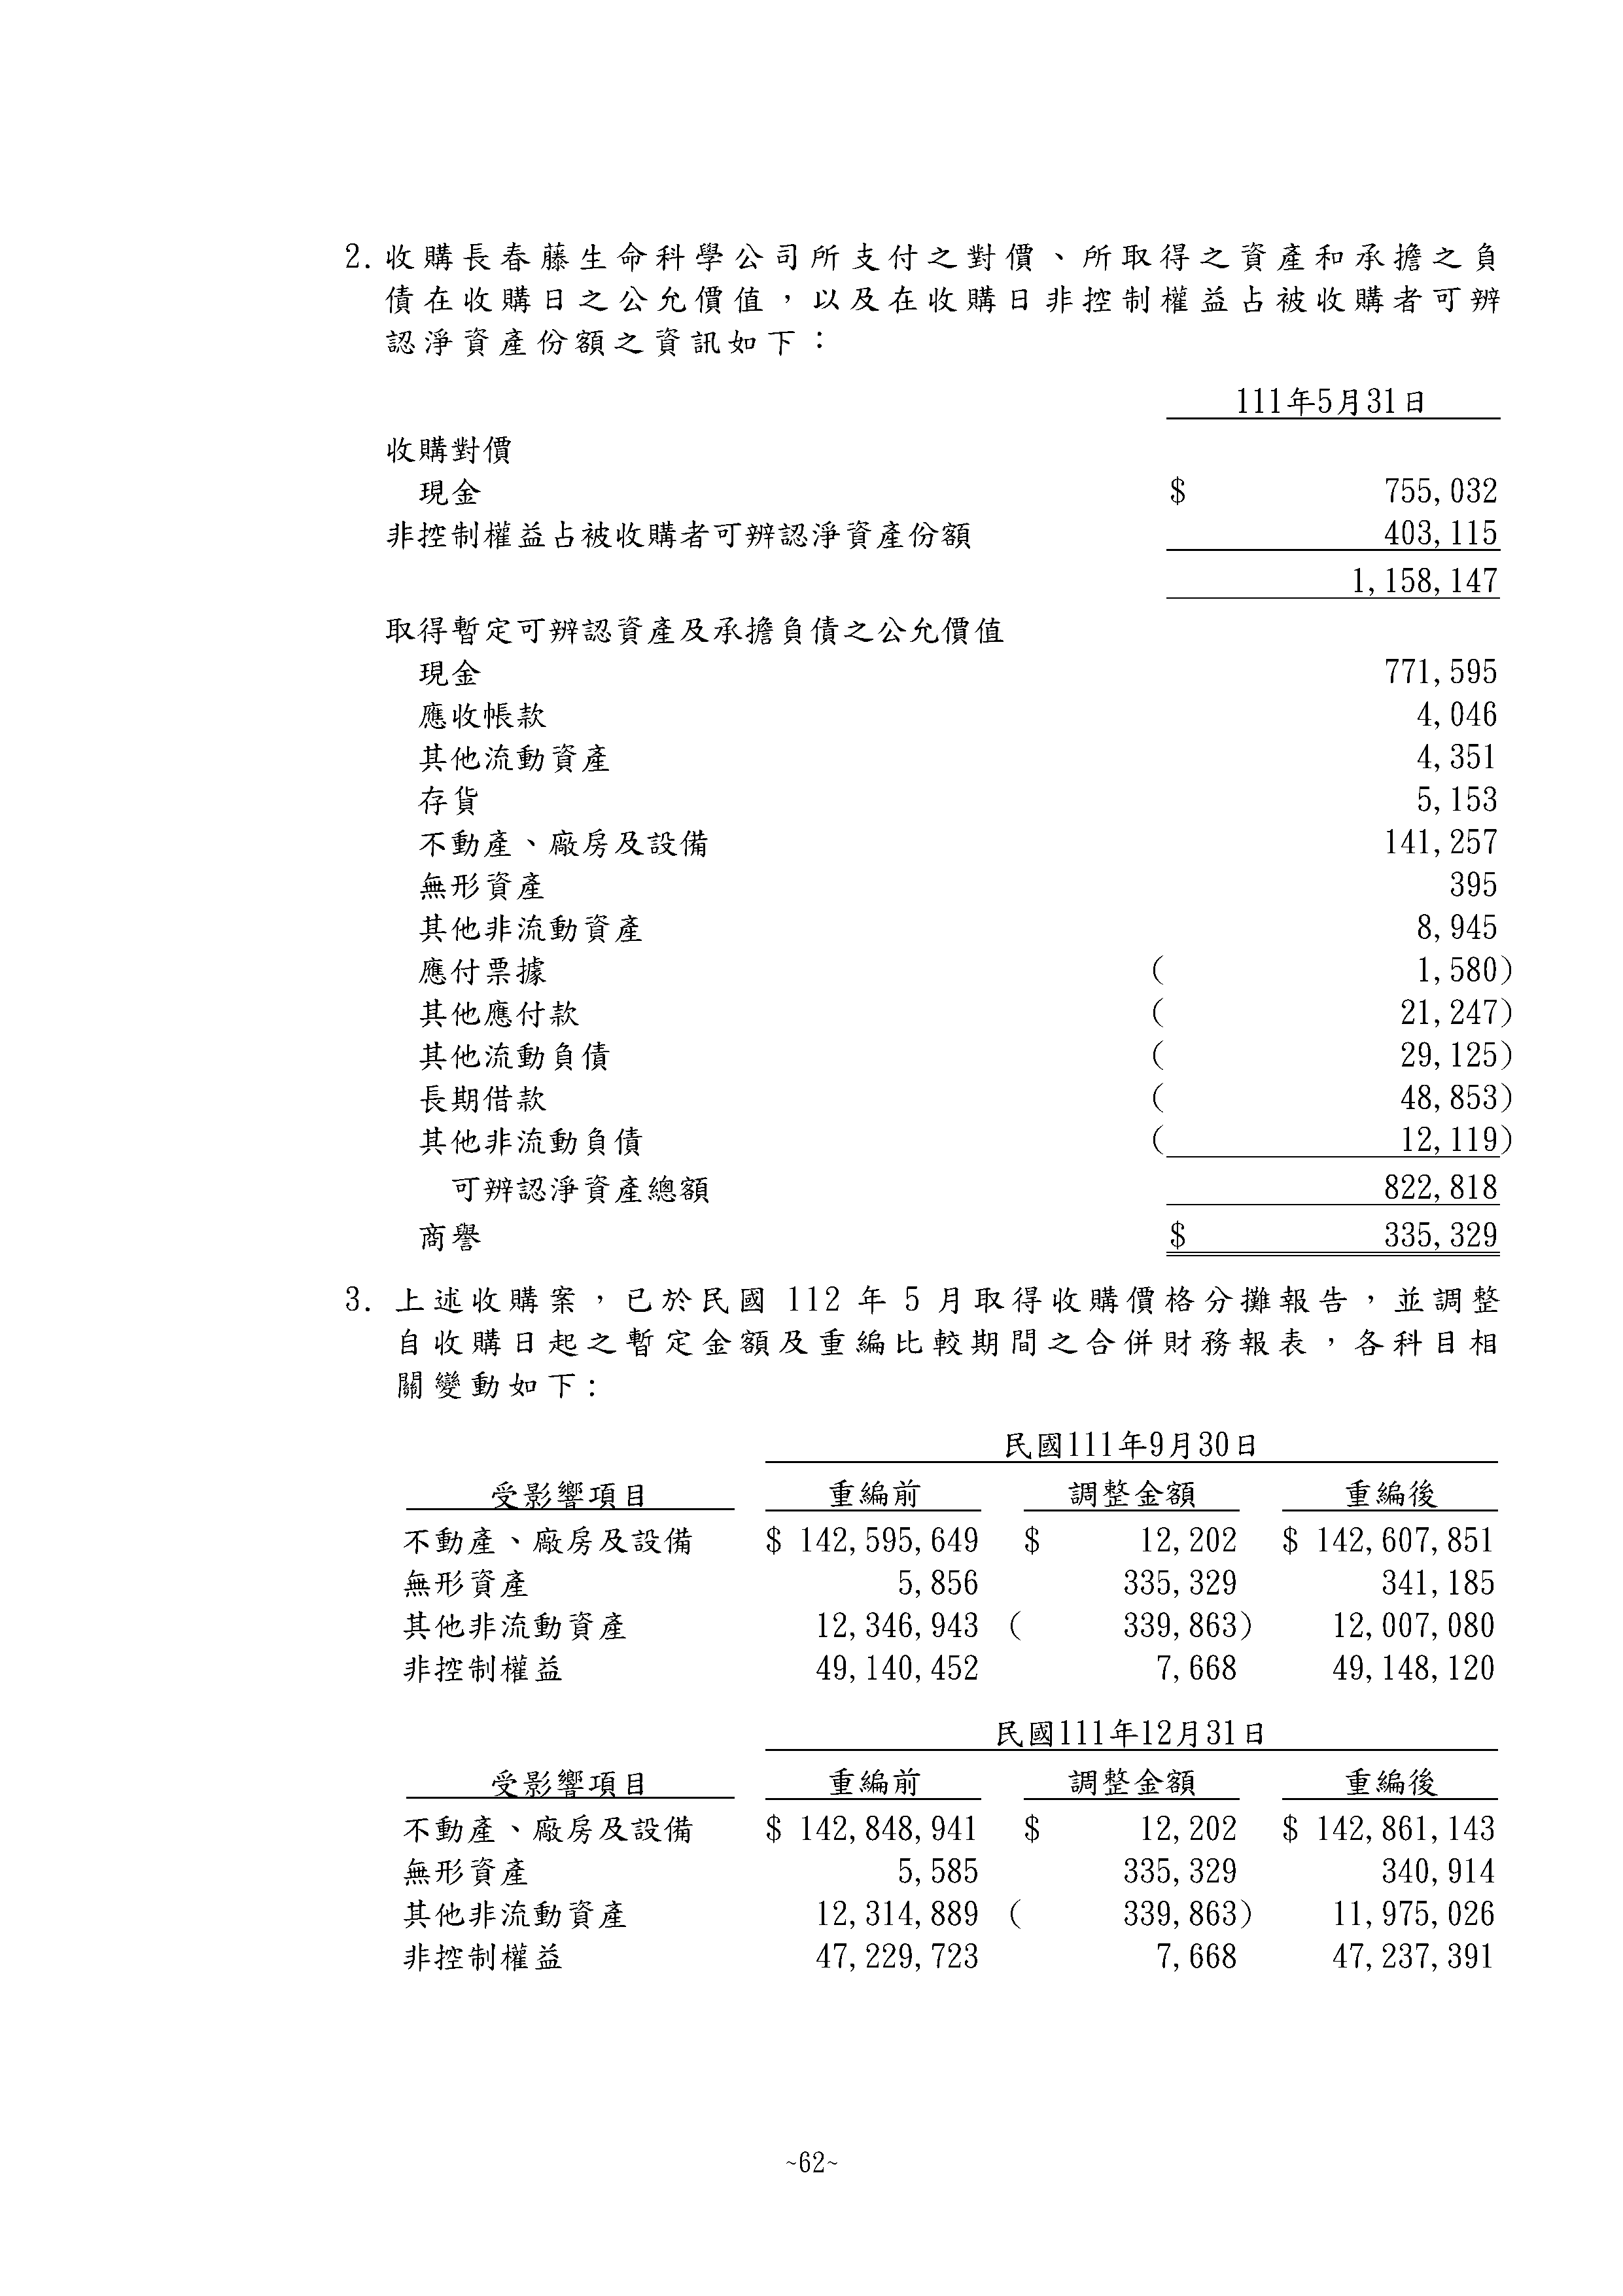 2.收購長春藤生命科學公司所支付之對價、所取得之資產和承擔之負
債在收購日之公允價值，以及在收購日非控制權益占被收購者可辨
認淨資產份額之資訊如下：
111年5月31日
收購對價
現金 $ 755,032
非控制權益占被收購者可辨認淨資產份額 403,115
1,158,147
取得暫定可辨認資產及承擔負債之公允價值
現金 771,595
應收帳款 4,046
其他流動資產 4,351
存貨 5,153
不動產、廠房及設備 141,257
無形資產 395
其他非流動資產 8,945
應付票據 ( 1,580)
其他應付款 ( 21,247)
其他流動負債 ( 29,125)
長期借款 ( 48,853)
其他非流動負債 ( 12,119)
可辨認淨資產總額 822,818
商譽 $ 335,329
3. 上述收購案，已於民國 112 年 5 月取得收購價格分攤報告，並調整
自收購日起之暫定金額及重編比較期間之合併財務報表，各科目相
關變動如下:
民國111年9月30日
受影響項目 重編前 調整金額 重編後
不動產、廠房及設備 $ 142,595,649 $ 12,202 $ 142,607,851
無形資產 5,856 335,329 341,185
其他非流動資產 12,346,943 ( 339,863) 12,007,080
非控制權益 49,140,452 7,668 49,148,120
民國111年12月31日
受影響項目 重編前 調整金額 重編後
不動產、廠房及設備 $ 142,848,941 $ 12,202 $ 142,861,143
無形資產 5,585 335,329 340,914
其他非流動資產 12,314,889 ( 339,863) 11,975,026
非控制權益 47,229,723 7,668 47,237,391
~62~